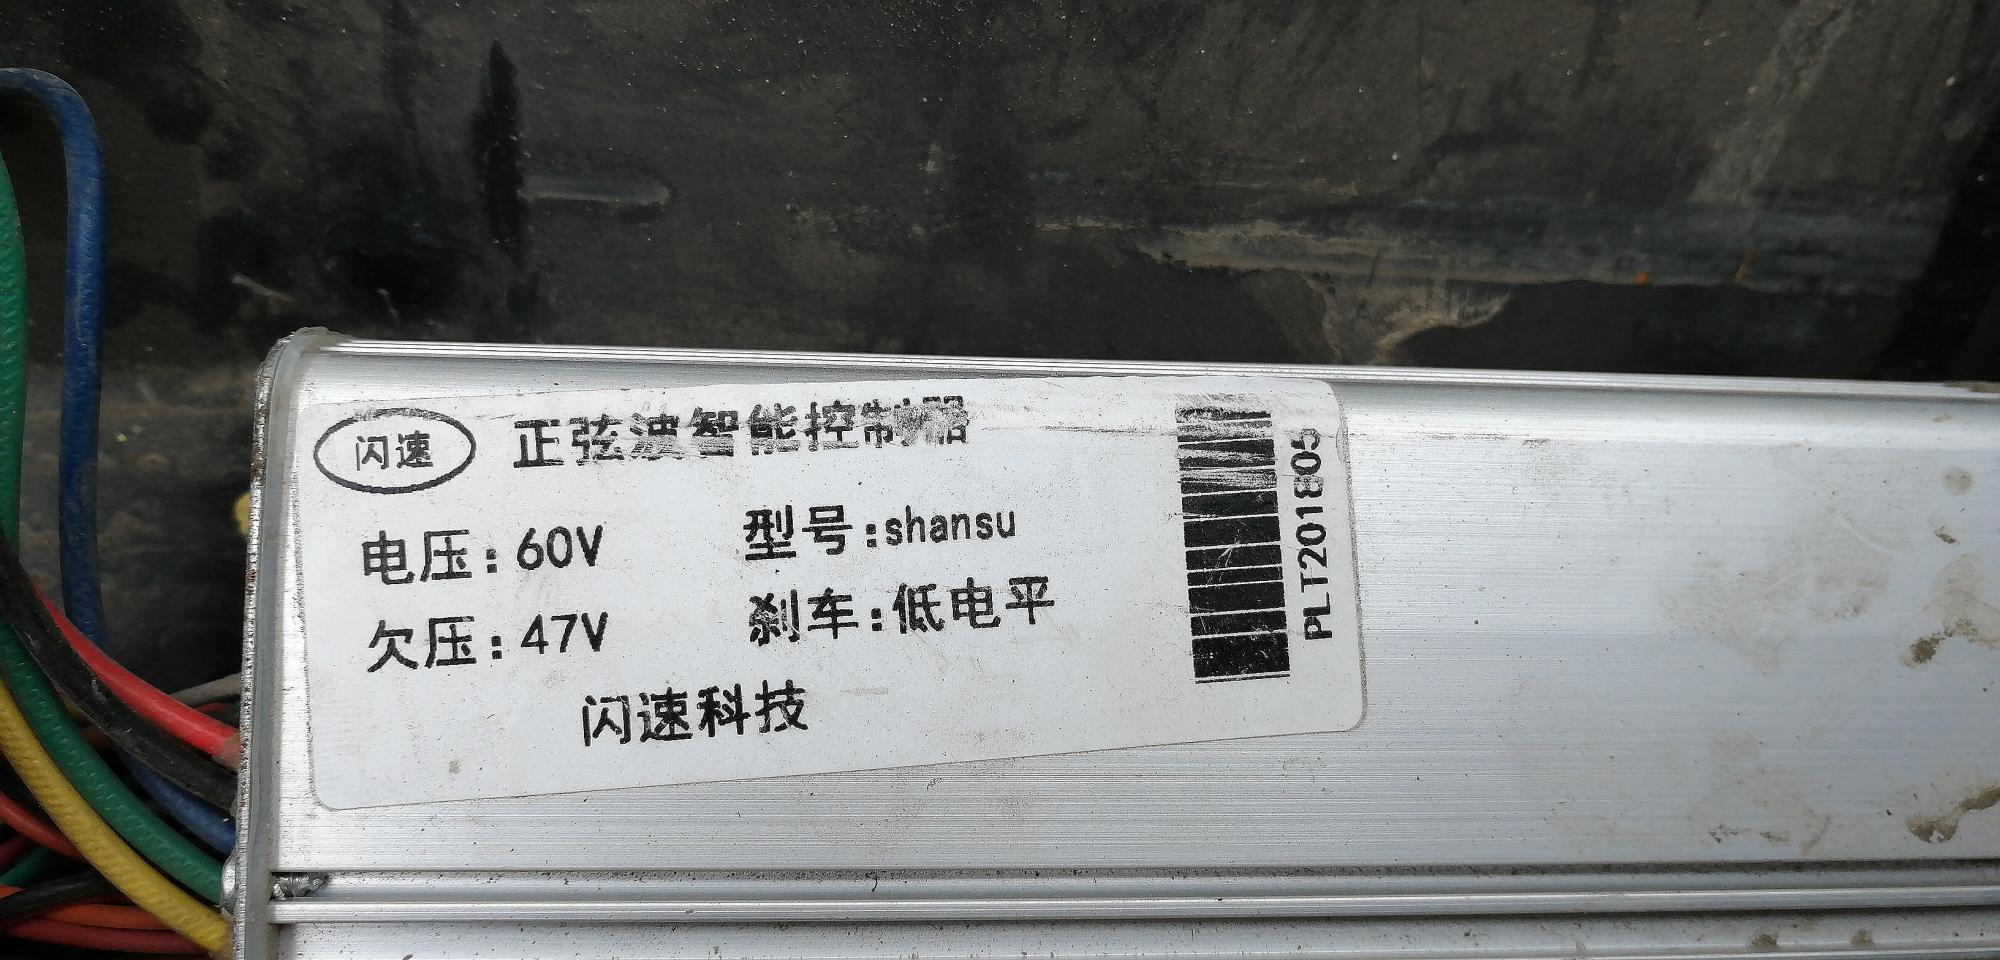 闪速 正弦波智能控制器
电压:60V 型号:shansu
欠压:47V 刹车:低电平
闪速科技
PLT201805